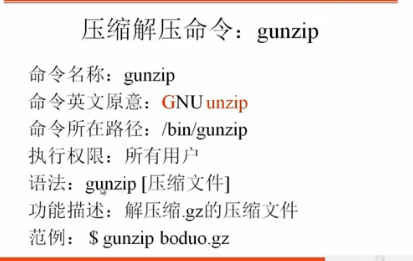 压缩解压命令：gunzip
命令名称：gunzip
命令英文原意：GNU unzip
命令所在路径：/bin/gunzip
执行权限：所有用户
语法：gunzip [压缩文件]
功能描述：解压缩.gz的压缩文件
范例： $ gunzip boduo.gz